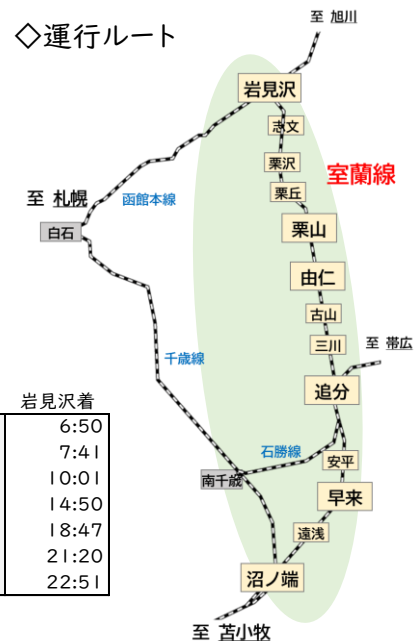 ◇運行ルート
至 旭川
岩見沢
志文
栗沢
室蘭線
至 札幌
函館本線
栗丘
白石
栗山
由仁
古山
三川
至 帯広
千歳線
追分
岩見沢着
6:50
7:41
10:01
14:50
18:47
21:20
22:51
石勝線
安平
南千歳
早来
遠浅
沼ノ端
至 苫小牧